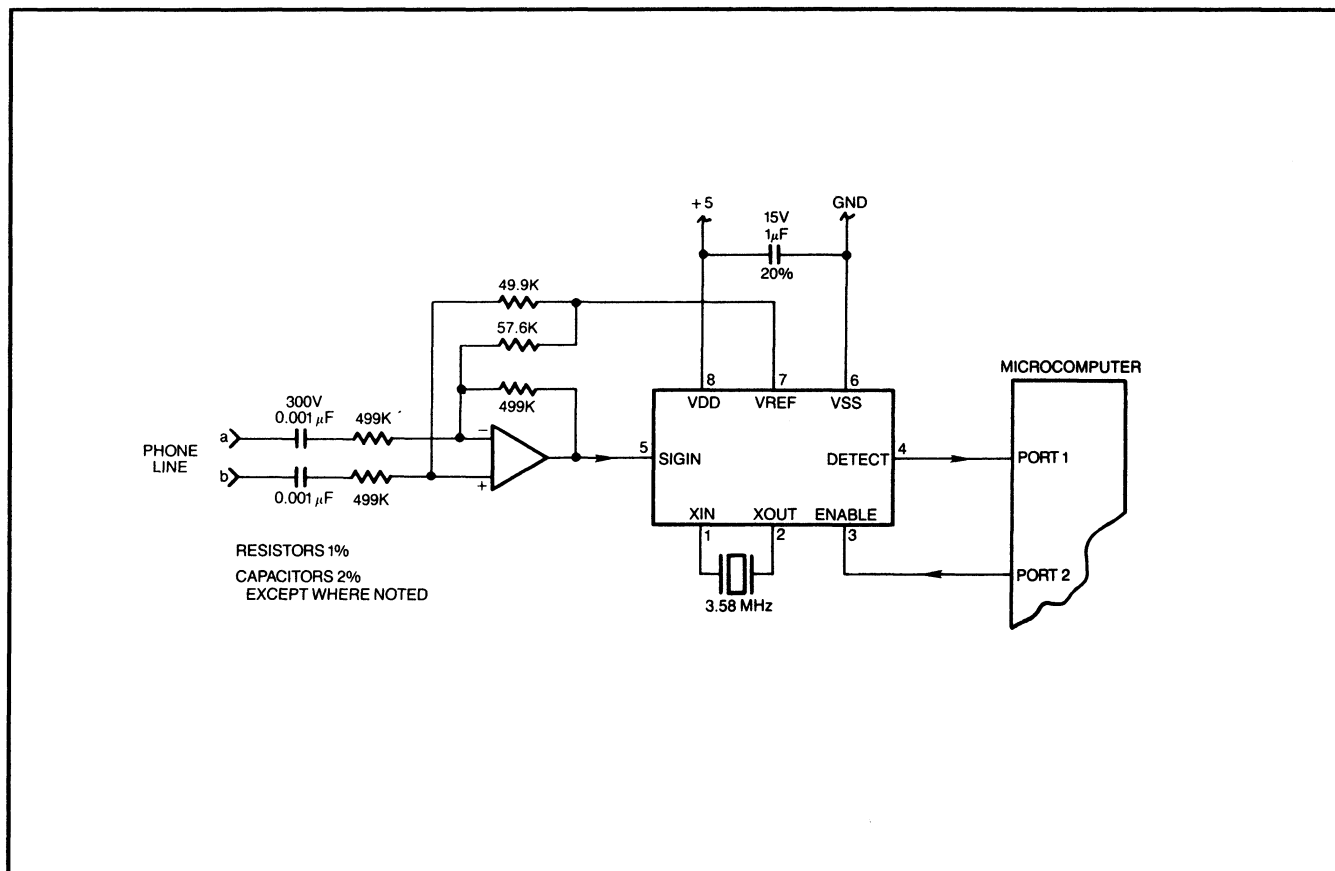 +5
GND
15V
1µF
20%
49.9K
57.6K
499K
8
7
6
VDD
VREF
VSS
MICROCOMPUTER
300V
0.001 µF
499K
PHONE
LINE
a
b
−
+
5
SIGIN
DETECT
4
PORT 1
0.001 µF
499K
XIN
XOUT
ENABLE
1
2
3
3.58 MHz
PORT 2
RESISTORS 1%
CAPACITORS 2%
EXCEPT WHERE NOTED